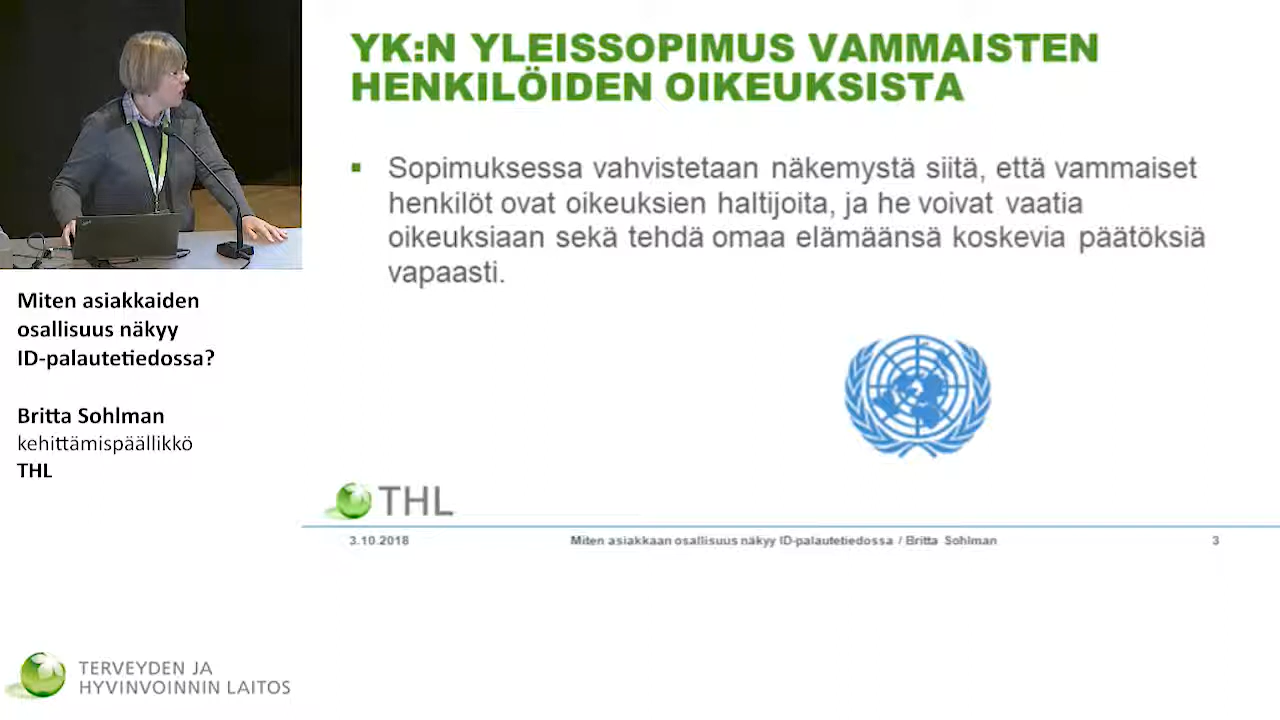 YK:N YLEISSOPIMUS VAMMAISTEN
HENKILÖIDEN OIKEUKSISTA
▪ Sopimuksessa vahvistetaan näkemystä siitä, että vammaiset
henkilöt ovat oikeuksien haltijoita, ja he voivat vaatia
oikeuksiaan sekä tehdä omaa elämäänsä koskevia päätöksiä
vapaasti.
THL
3.10.2018 Miten asiakkaan osallisuus näkyy ID-palautetiedossa / Britta Sohlman 3
Miten asiakkaiden
osallisuus näkyy
ID-palautetiedossa?
Britta Sohlman
kehittämispäällikkö
THL
TERVEYDEN JA
HYVINVOINNIN LAITOS